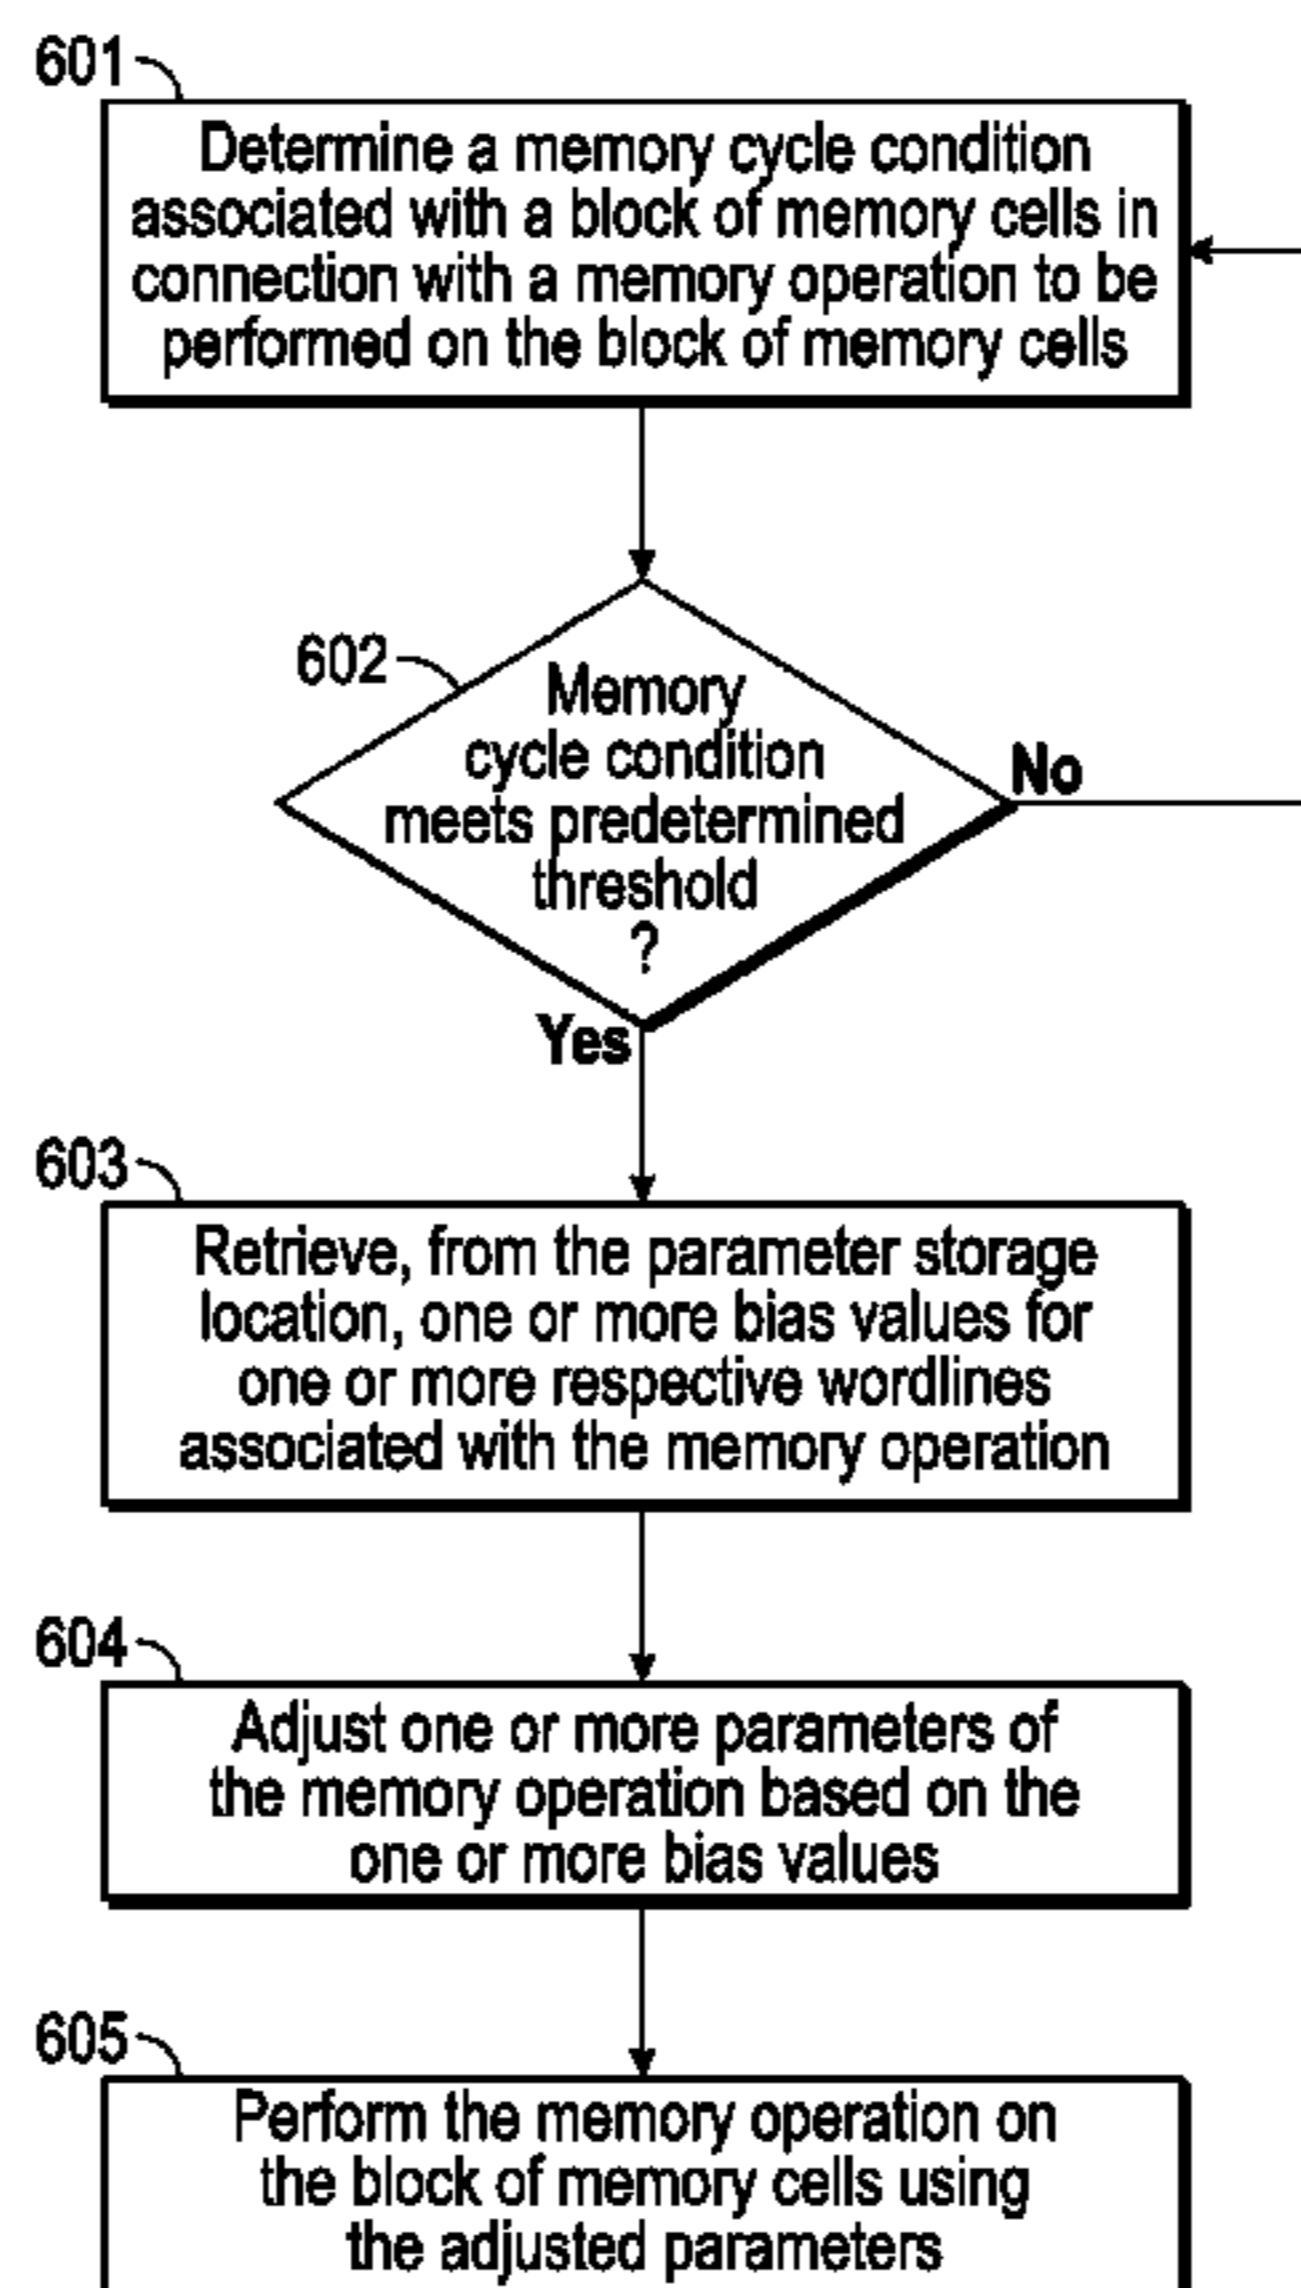 601
Determine a memory cycle condition
associated with a block of memory cells in
connection with a memory operation to be
performed on the block of memory cells
602
Memory
cycle condition
meets predetermined
threshold
?
No
Yes
603
Retrieve, from the parameter storage
location, one or more bias values for
one or more respective wordlines
associated with the memory operation
604
Adjust one or more parameters of
the memory operation based on the
one or more bias values
605
Perform the memory operation on
the block of memory cells using
the adjusted parameters